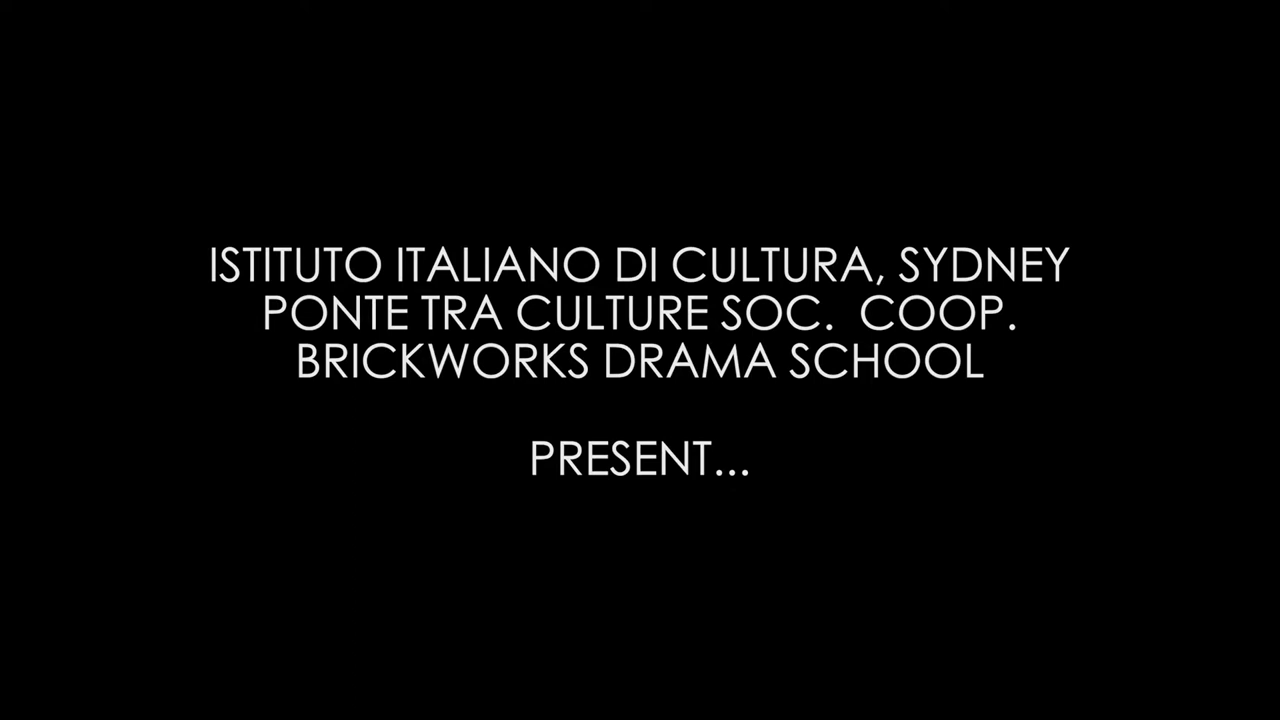 ISTITUTO ITALIANO DI CULTURA, SYDNEY
PONTE TRA CULTURE SOC.  COOP.
BRICKWORKS DRAMA SCHOOL
PRESENT...